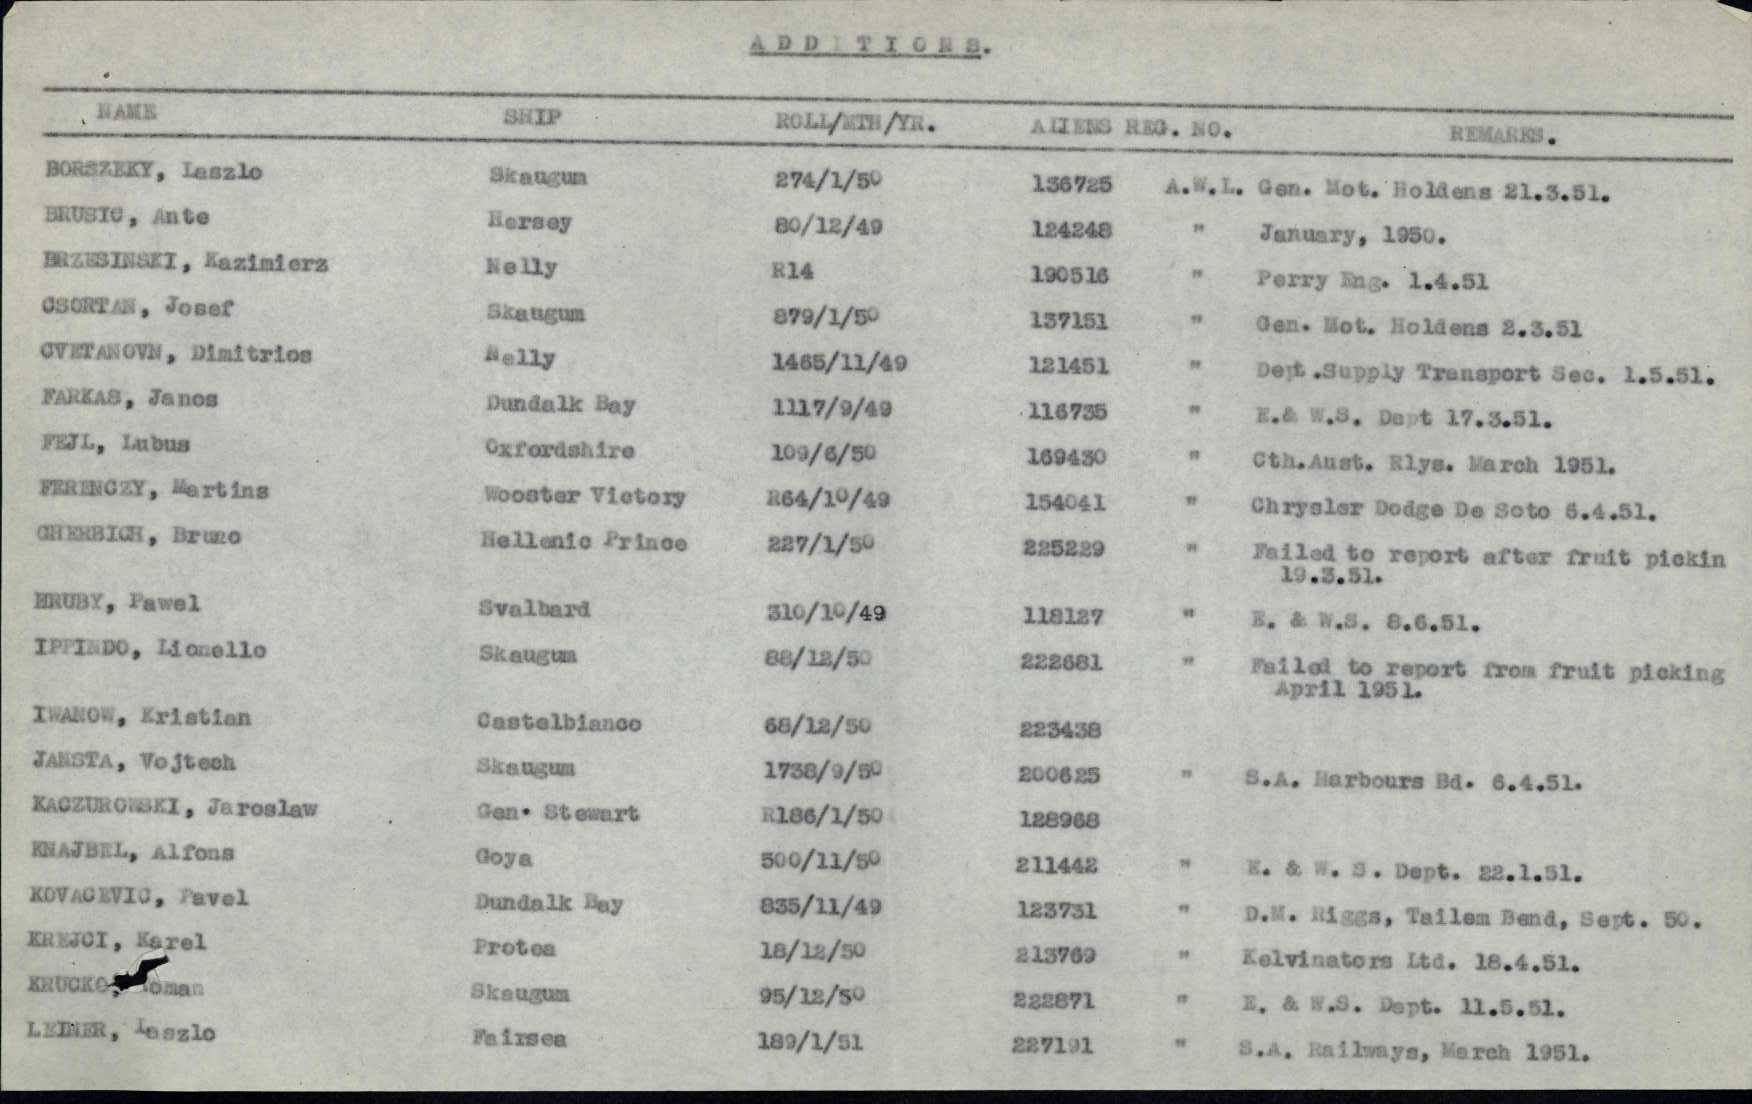 ADDITIONS.
NAME SHIP ROLL/MTH/YR. ALIENS REG. NO. REMARKS.
BORSZEKY, Laszlo Skaugum 274/1/50 136725 A.W.L. Gen. Mot. Holdens 21.3.51.
BRUSIC, Ante Hersey 80/12/49 124248 " January, 1950.
BRZESINSKI, Kazimierz Nelly R14 190516 " Perry Eng. 1.4.51
CSORTAN, Josef Skaugum 879/1/50 137151 " Gen. Mot. Holdens 2.3.51
CVETANOVN, Dimitrios Nelly 1465/11/49 121451 " Dept.Supply Transport Sec. 1.5.51.
FARKAS, Janos Dundalk Bay 1117/9/49 116735 " E.& W.S. Dept 17.3.51.
FEJL, Lubus Oxfordshire 109/6/50 169430 " Cth.Aust. Rlys. March 1951.
FERENCZY, Martins Wooster Victory R64/10/49 154041 " Chrysler Dodge De Soto 6.4.51.
GHERBICH, Bruno Hellenic Prince 227/1/50 225229 " Failed to report after fruit pickin
19.3.51.
HRUBY, Pawel Svalbard 310/10/49 118127 " E. & W.S. 8.6.51.
IPPINDO, Lionello Skaugum 88/12/50 222681 " Failed to report from fruit picking
April 1951.
IWANOW, Kristian Castelbianco 68/12/50 223438
JANSTA, Vojtech Skaugum 1738/9/50 200625 " S.A. Harbours Bd. 6.4.51.
KACZUROWSKI, Jaroslaw Gen. Stewart R186/1/50 128968
KNAJBEL, Alfons Goya 500/11/50 211442 " E. & W. S. Dept. 22.1.51.
KOVACEVIC, Pavel Dundalk Bay 835/11/49 123731 " D.M. Riggs, Tailem Bend, Sept. 50.
KREJCI, Karel Protea 18/12/50 213769 " Kelvinators Ltd. 18.4.51.
KRUCKO, oman Skaugum 95/12/50 222871 " E. & W.S. Dept. 11.5.51.
LEINER, Laszlo Fairsea 189/1/51 227191 " S.A. Railways, March 1951.